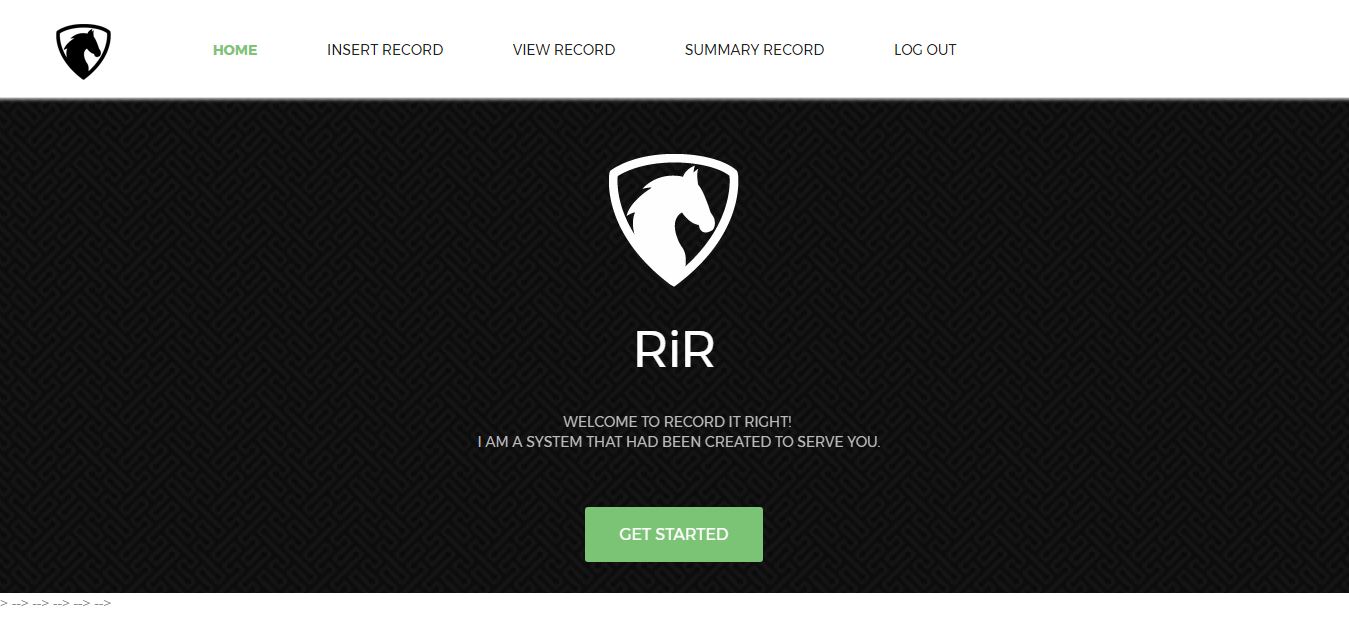 HOME INSERT RECORD VIEW RECORD SUMMARY RECORD LOG OUT
RiR
WELCOME TO RECORD IT RIGHT!
I AM A SYSTEM THAT HAD BEEN CREATED TO SERVE YOU.
GET STARTED
> --> --> --> --> -->